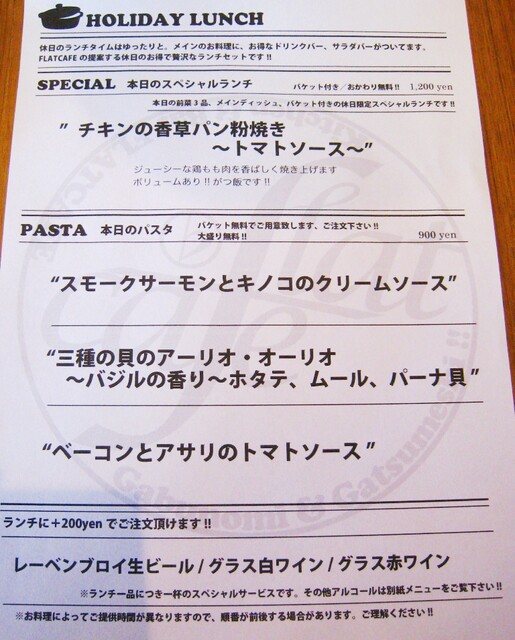 HOLIDAY LUNCH
休日のランチタイムはゆったりと。メインのお料理に、お得なドリンクバー、サラダバーがついてます。
FLATCAFEの提案する休日のお得で贅沢なランチセットです!!
SPECIAL 本日のスペシャルランチ バケット付き／おかわり無料!! 1,200 yen
本日の前菜3品、メインディッシュ、バケット付きの休日限定スペシャルランチです!!
” チキンの香草パン粉焼き
～トマトソース～”
ジューシーな鶏もも肉を香ばしく焼き上げます
ボリュームあり!!がつ飯です!!
PASTA 本日のパスタ バケット無料でご用意致します、ご注文下さい!!
大盛り無料!! 900 yen
“スモークサーモンとキノコのクリームソース”
“三種の貝のアーリオ・オーリオ
～バジルの香り～ホタテ、ムール、パーナ貝”
“ベーコンとアサリのトマトソース”
ランチに＋200yenでご注文頂けます!!
レーベンブロイ生ビール / グラス白ワイン / グラス赤ワイン
※ランチ一品につき一杯のスペシャルサービスです。その他アルコールは別紙メニューをご覧下さい!!
※お料理によってご提供時間が異なりますので、順番が前後する場合があります。ご理解ください!!
Gabunomi & Gatsumeshi!!